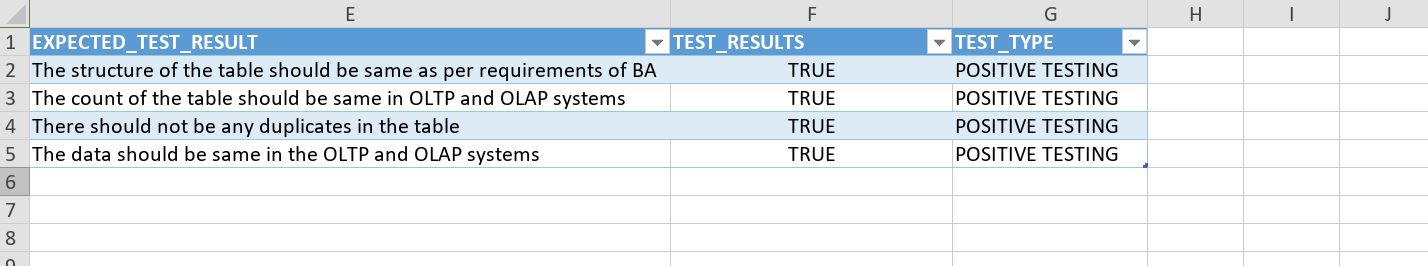 E F G H I J
1 EXPECTED_TEST_RESULT TEST_RESULTS TEST_TYPE
2 The structure of the table should be same as per requirements of BA TRUE POSITIVE TESTING
3 The count of the table should be same in OLTP and OLAP systems TRUE POSITIVE TESTING
4 There should not be any duplicates in the table TRUE POSITIVE TESTING
5 The data should be same in the OLTP and OLAP systems TRUE POSITIVE TESTING
6
7
8